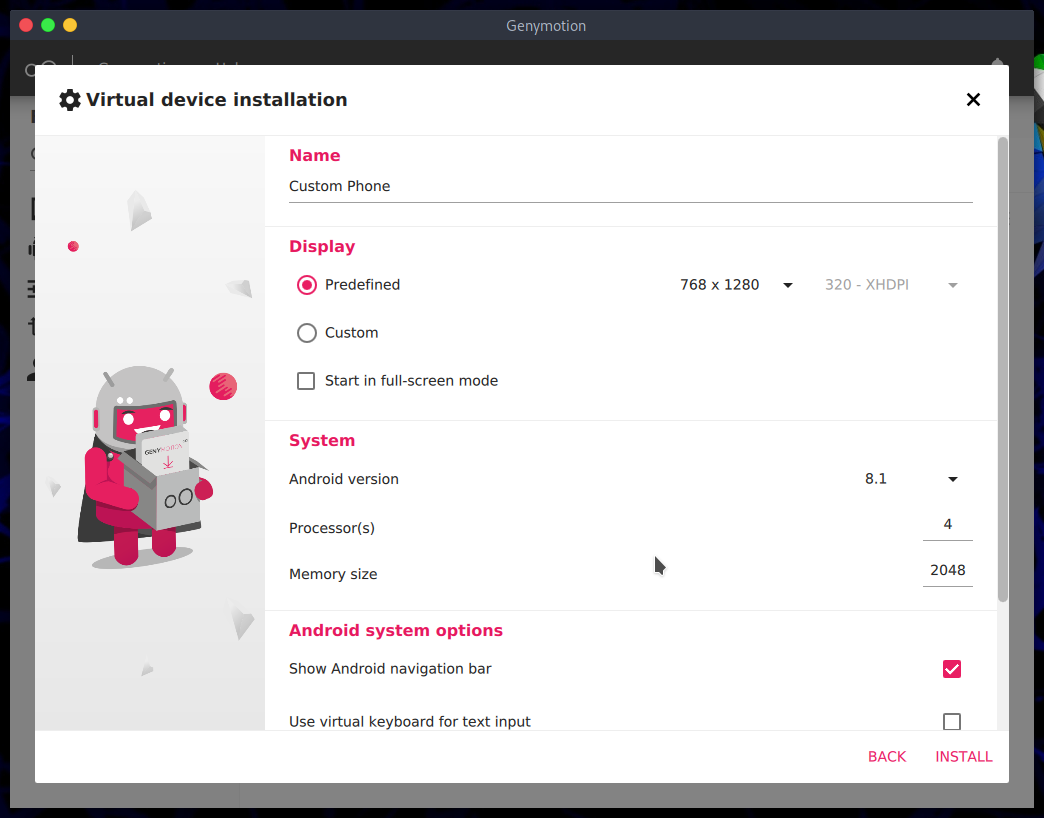 Genymotion
Virtual device installation
Name
Custom Phone
Display
Predefined 768 x 1280 320 - XHDPI
Custom
Start in full-screen mode
System
Android version 8.1
Processor(s) 4
Memory size 2048
Android system options
Show Android navigation bar
Use virtual keyboard for text input
BACK INSTALL
GENYMOTION